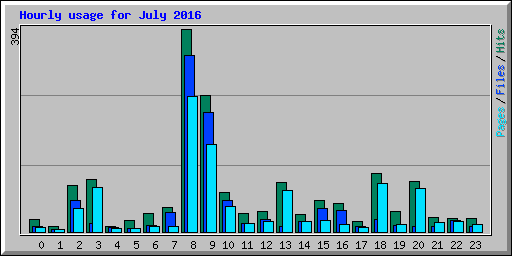 Hourly usage for July 2016
394
Pages/Files/Hits
0 1 2 3 4 5 6 7 8 9 10 11 12 13 14 15 16 17 18 19 20 21 22 23